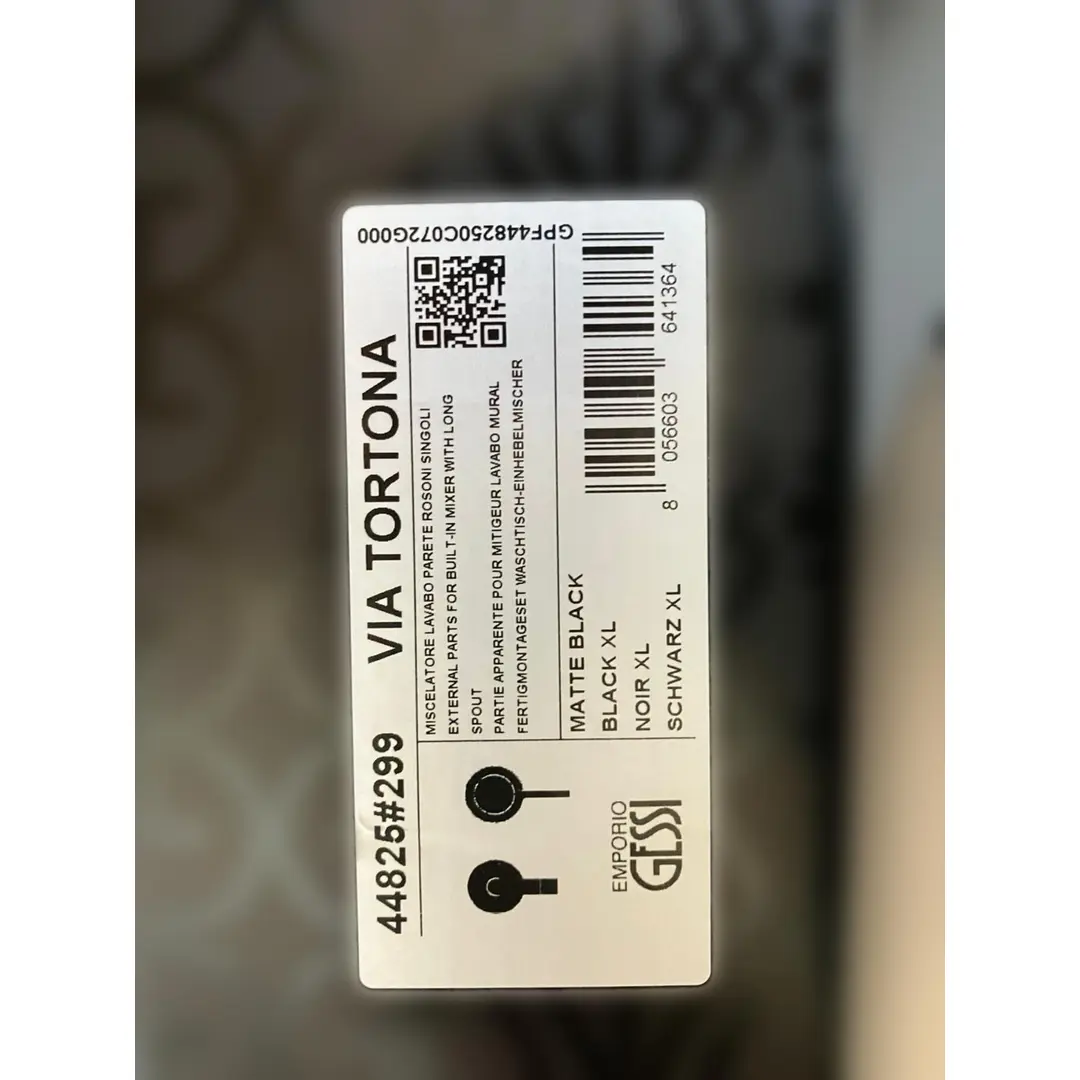 44825#299 VIA TORTONA
GPF448250C072G000
MISCELATORE LAVABO PARETE ROSONI SINGOLI
EXTERNAL PARTS FOR BUILT-IN MIXER WITH LONG
SPOUT
PARTIE APPARENTE POUR MITIGEUR LAVABO MURAL
FERTIGMONTAGESET WASCHTISCH-EINHEBELMISCHER
MATTE BLACK
BLACK XL
NOIR XL
SCHWARZ XL
8 056603 641364
EMPORIO
GESSI